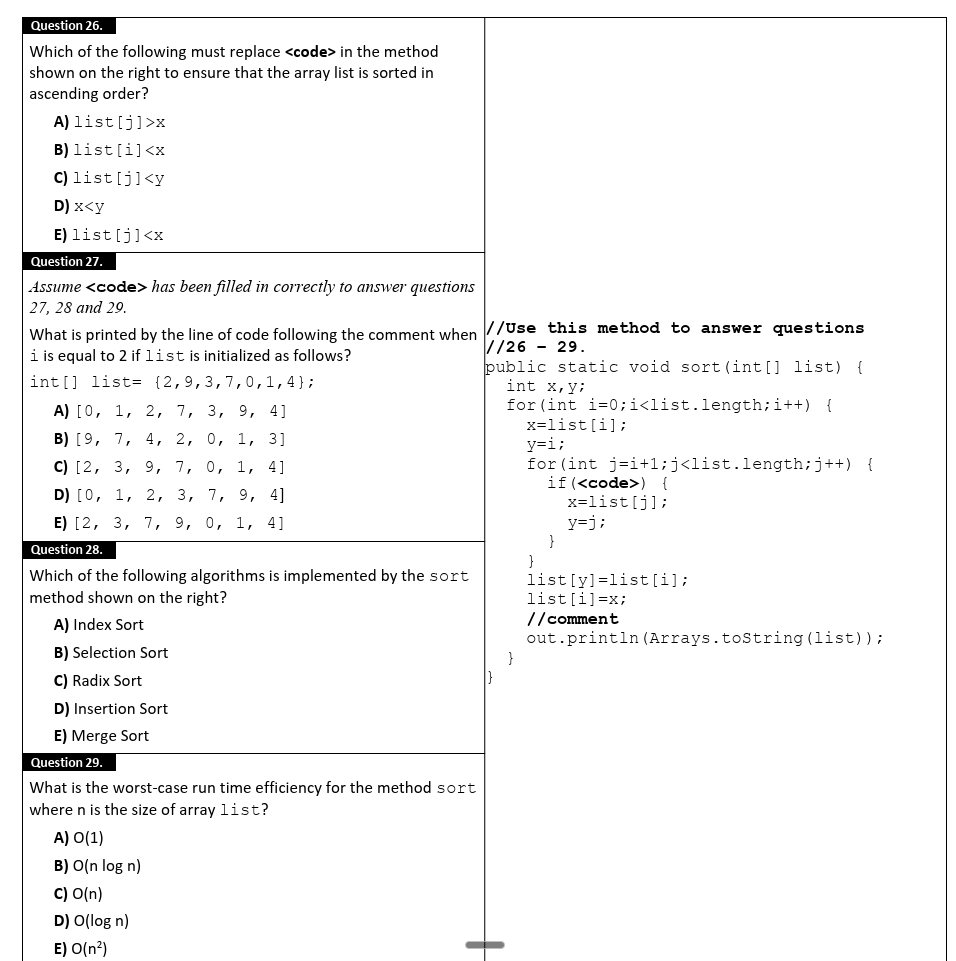 Question 26.
Which of the following must replace <code> in the method
shown on the right to ensure that the array list is sorted in
ascending order?
A) list[j]>x
B) list[i]<x
C) list[j]<y
D) x<y
E) list[j]<x
Question 27.
Assume <code> has been filled in correctly to answer questions
27, 28 and 29.
What is printed by the line of code following the comment when
i is equal to 2 if list is initialized as follows?
int[] list= {2,9,3,7,0,1,4};
A) [0, 1, 2, 7, 3, 9, 4]
B) [9, 7, 4, 2, 0, 1, 3]
C) [2, 3, 9, 7, 0, 1, 4]
D) [0, 1, 2, 3, 7, 9, 4]
E) [2, 3, 7, 9, 0, 1, 4]
Question 28.
Which of the following algorithms is implemented by the sort
method shown on the right?
A) Index Sort
B) Selection Sort
C) Radix Sort
D) Insertion Sort
E) Merge Sort
Question 29.
What is the worst-case run time efficiency for the method sort
where n is the size of array list?
A) O(1)
B) O(n log n)
C) O(n)
D) O(log n)
E) O(n²)
//Use this method to answer questions
//26 – 29.
public static void sort(int[] list) {
int x,y;
for(int i=0;i<list.length;i++) {
x=list[i];
y=i;
for(int j=i+1;j<list.length;j++) {
if(<code>) {
x=list[j];
y=j;
}
}
list[y]=list[i];
list[i]=x;
//comment
out.println(Arrays.toString(list));
}
}